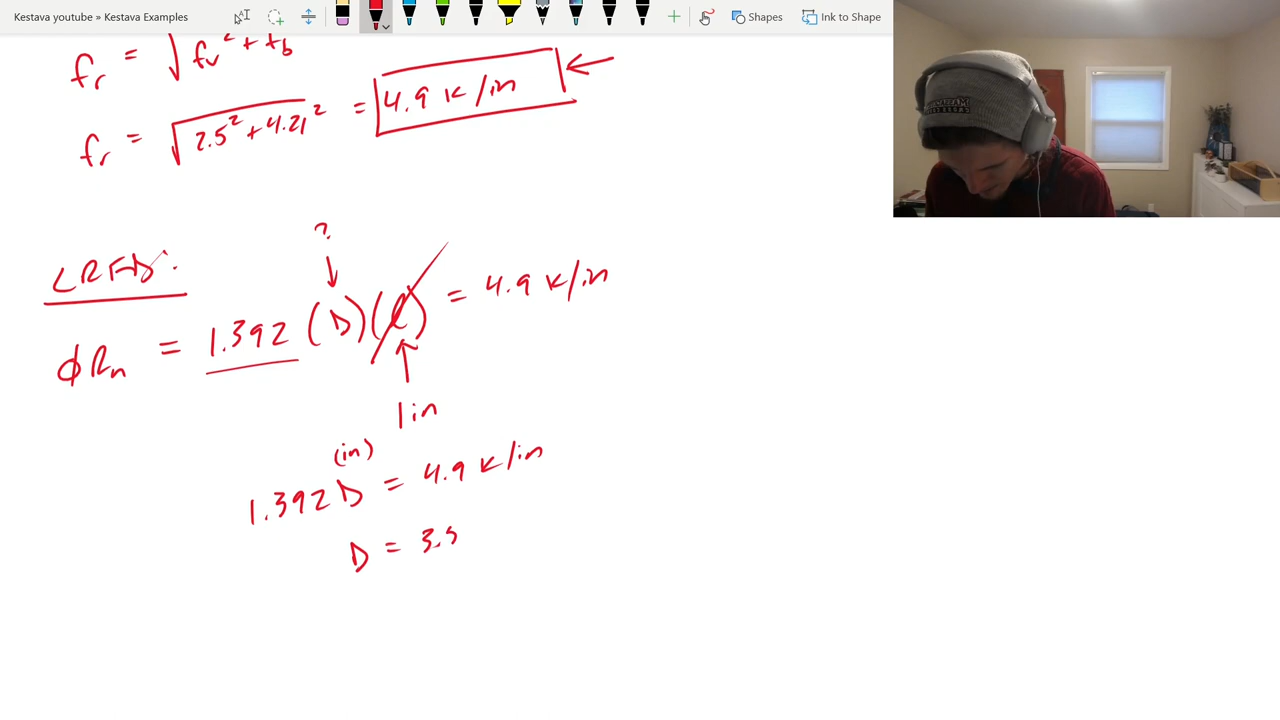 Kestava youtube » Kestava Examples
Shapes
Ink to Shape
fr = √fv² + fb
fr = √2.5² + 4.21² = 4.9 k/in
?
LRFD:
ϕRn = 1.392 (D)(l) = 4.9 k/in
1in
(in)
1.392 D = 4.9 k/in
D = 3.5